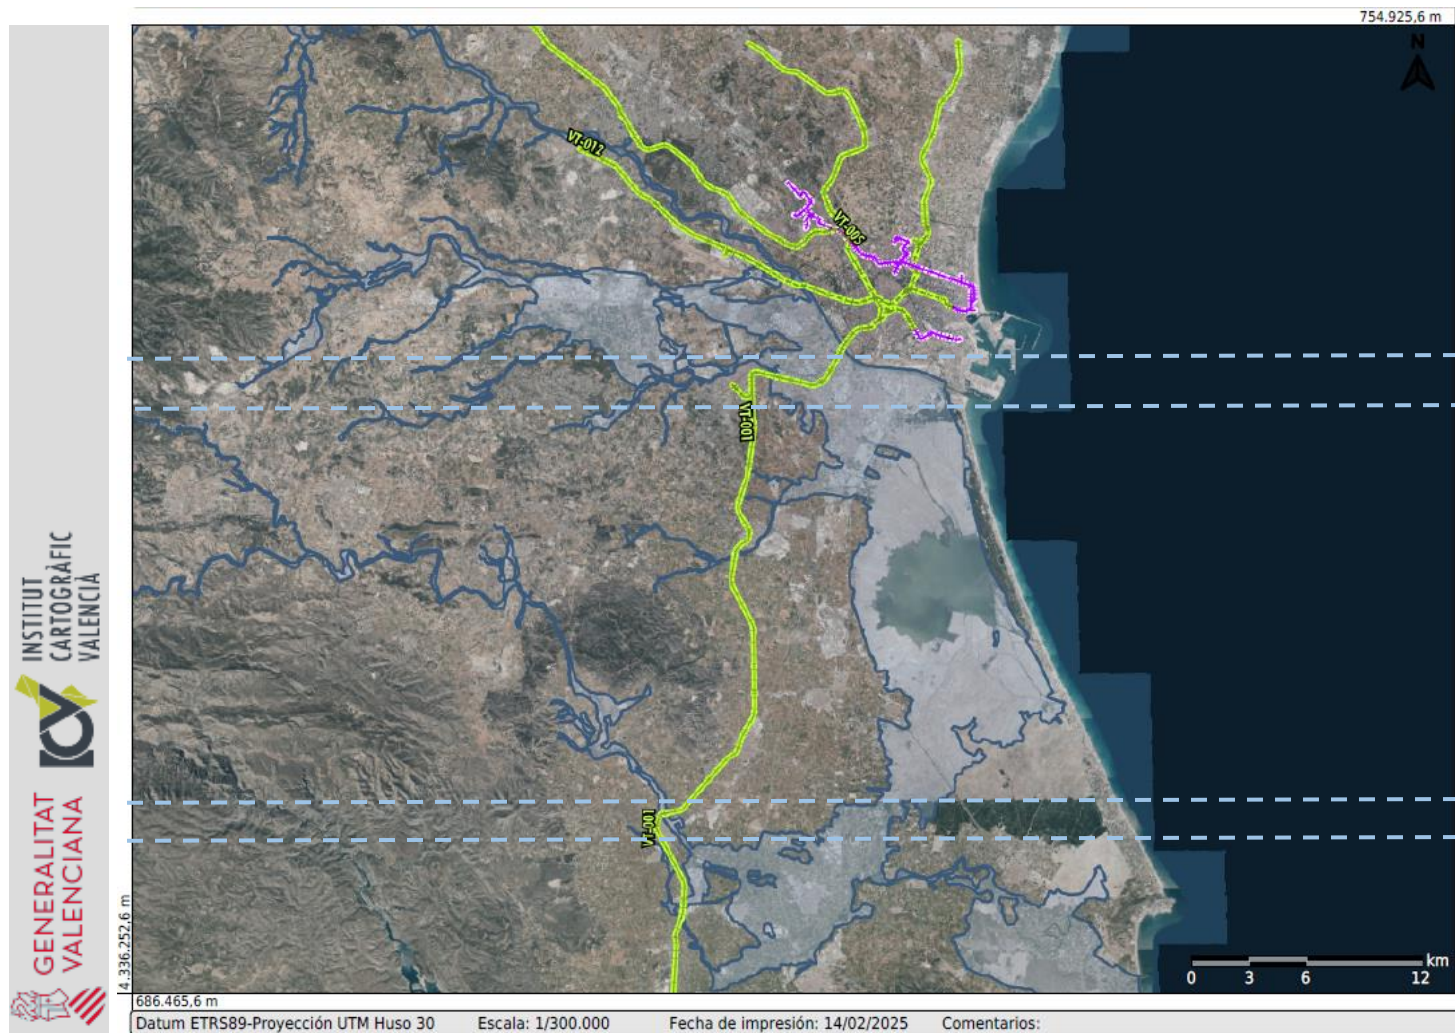 754.925,6 m
N
VT-012
VT-005
VT-001
VT-001
km
0 3 6 12
4.336.252,6 m
686.465,6 m
INSTITUT
CARTOGRÀFIC
VALENCIÀ
ICV
GENERALITAT
VALENCIANA
Datum ETRS89-Proyección UTM Huso 30 Escala: 1/300.000 Fecha de impresión: 14/02/2025 Comentarios: